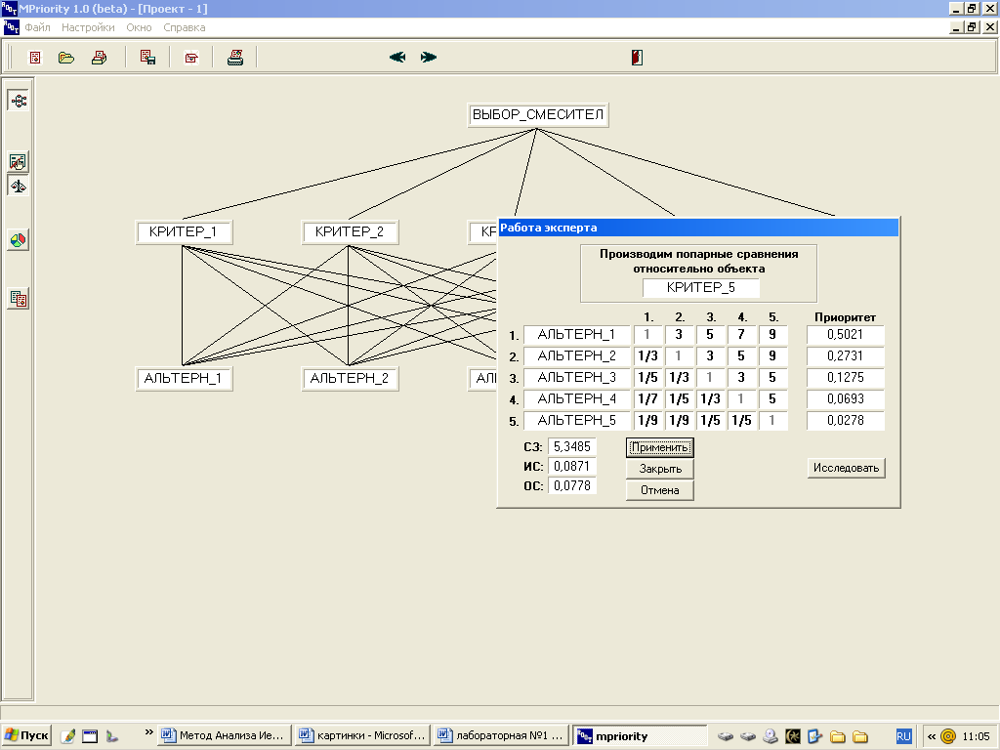 MPriority 1.0 (beta) - [Проект - 1]
Файл Настройки Окно Справка
ВЫБОР_СМЕСИТЕЛ
КРИТЕР_1 КРИТЕР_2
Работа эксперта
Производим попарные сравнения
относительно объекта
КРИТЕР_5
1. 2. 3. 4. 5. Приоритет
1. АЛЬТЕРН_1 1 3 5 7 9 0,5021
2. АЛЬТЕРН_2 1/3 1 3 5 9 0,2731
3. АЛЬТЕРН_3 1/5 1/3 1 3 5 0,1275
4. АЛЬТЕРН_4 1/7 1/5 1/3 1 5 0,0693
5. АЛЬТЕРН_5 1/9 1/9 1/5 1/5 1 0,0278
АЛЬТЕРН_1 АЛЬТЕРН_2
СЗ: 5,3485 Применить
ИС: 0,0871 Закрыть Исследовать
ОС: 0,0778 Отмена
Пуск » Метод Анализа Ие... картинки - Microsof... лабораторная №1 ... mpriority RU « 11:05